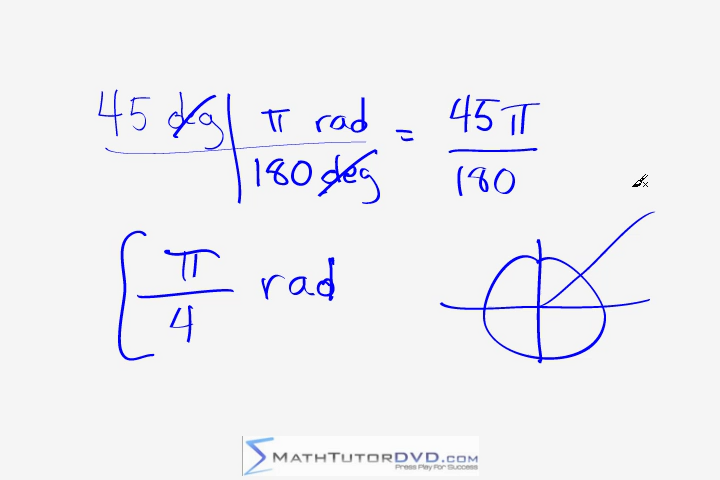 45 deg | π rad / 180 deg = 45π / 180
π / 4 rad
MATHTUTORDVD.COM
Press Play For Success